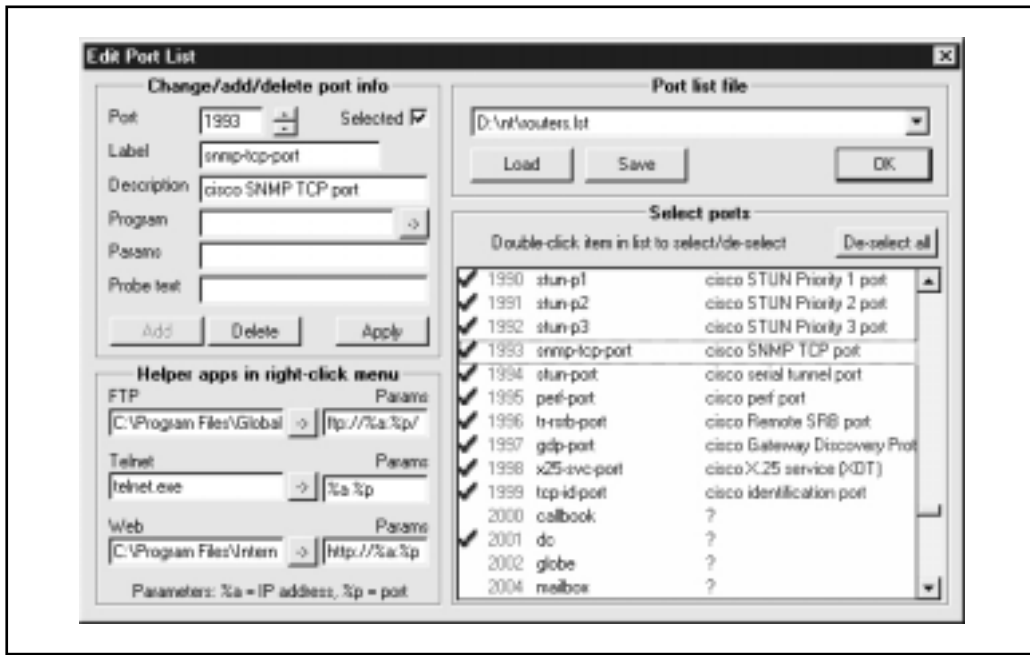 Edit Port List
Change/add/delete port info
Port 1993 Selected
Label snmp-tcp-port
Description cisco SNMP TCP port
Program ->
Params
Probe text
Add Delete Apply
Helper apps in right-click menu
FTP Params
C:\Program Files\Global -> ftp://%a:%p/
Telnet Params
telnet.exe -> %a %p
Web Params
C:\Program Files\Intern -> http://%a:%p
Parameters: %a = IP address, %p = port
Port list file
D:\nt\routers.lst
Load Save OK
Select ports
Double-click item in list to select/de-select De-select all
1990 stun-p1 cisco STUN Priority 1 port
1991 stun-p2 cisco STUN Priority 2 port
1992 stun-p3 cisco STUN Priority 3 port
1993 snmp-tcp-port cisco SNMP TCP port
1994 stun-port cisco serial tunnel port
1995 perf-port cisco perf port
1996 tr-rsrb-port cisco Remote SRB port
1997 gdp-port cisco Gateway Discovery Prot
1998 x25-svc-port cisco X.25 service (XOT)
1999 tcp-id-port cisco identification port
2000 callbook ?
2001 dc ?
2002 globe ?
2004 mailbox ?